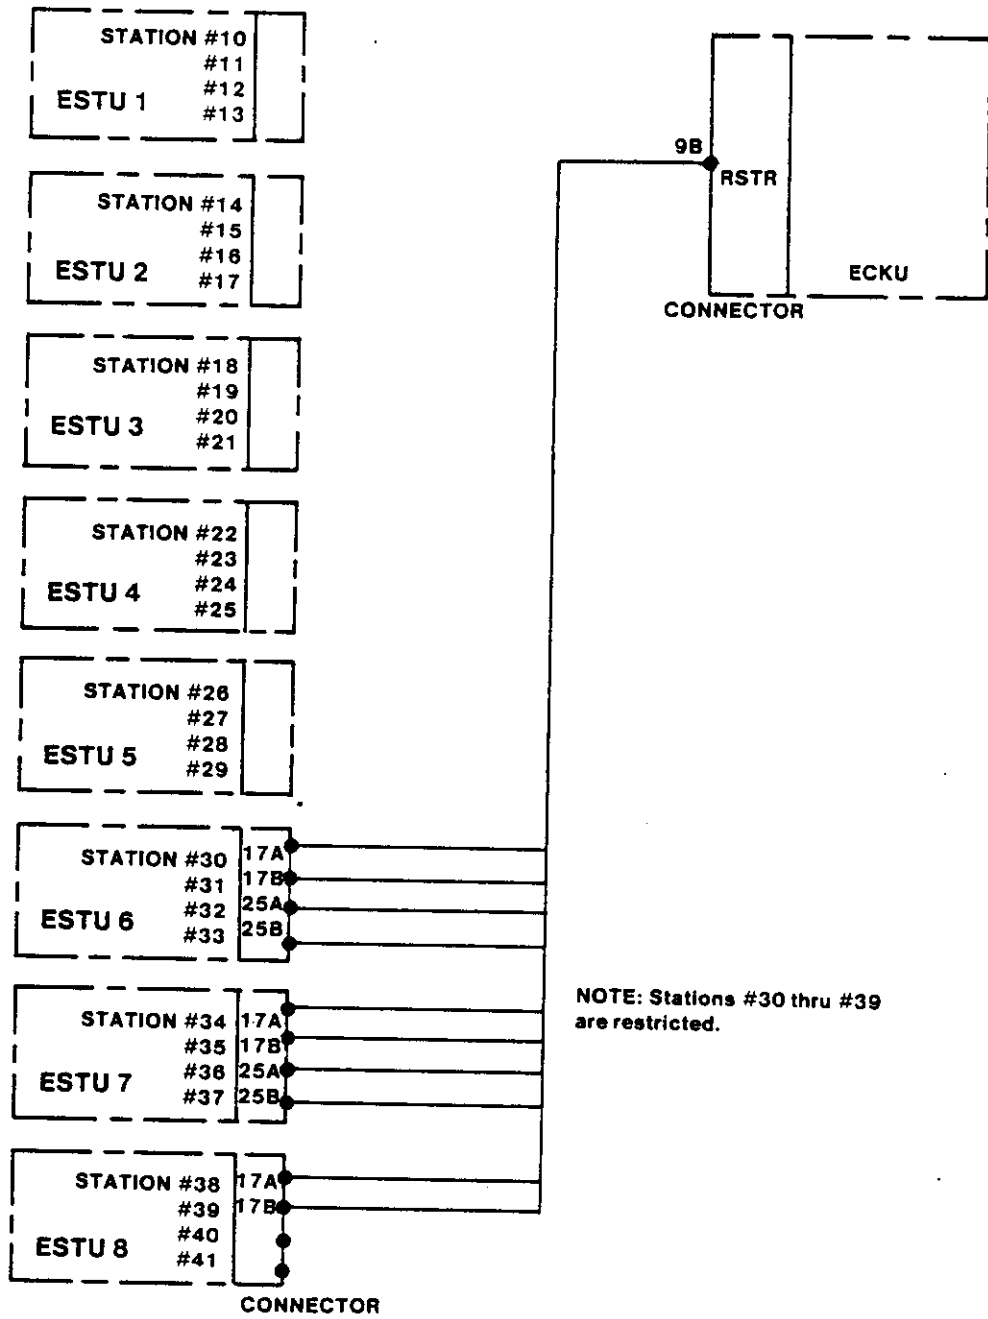 STATION #10
#11
#12
ESTU 1
#13
STATION #14
#15
#16
ESTU 2
#17
STATION #18
#19
#20
ESTU 3
#21
STATION #22
#23
#24
ESTU 4
#25
STATION #26
#27
#28
ESTU 5
#29
STATION #30 17A
#31 17B
#32 25A
ESTU 6
#33 25B
STATION #34 17A
#35 17B
#36 25A
ESTU 7
#37 25B
STATION #38 17A
#39 17B
#40
ESTU 8
#41
CONNECTOR
9B
RSTR
ECKU
CONNECTOR
NOTE: Stations #30 thru #39
are restricted.